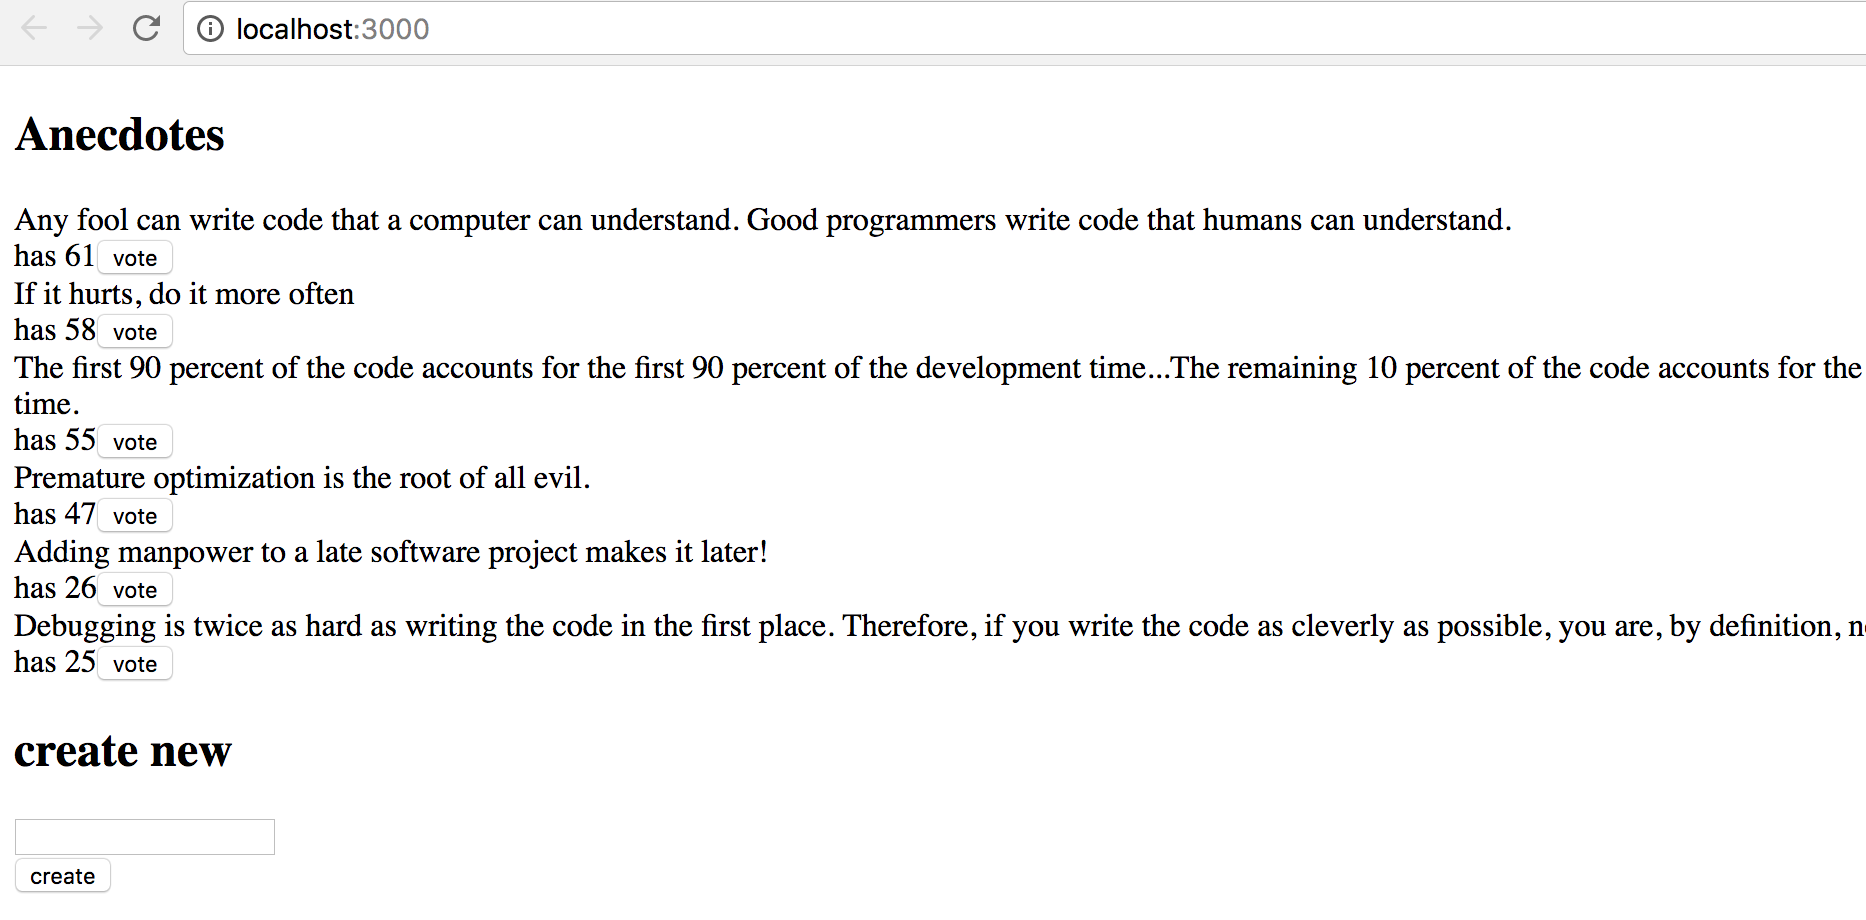 localhost:3000
Anecdotes
Any fool can write code that a computer can understand. Good programmers write code that humans can understand.
has 61 vote
If it hurts, do it more often
has 58 vote
The first 90 percent of the code accounts for the first 90 percent of the development time...The remaining 10 percent of the code accounts for the
time.
has 55 vote
Premature optimization is the root of all evil.
has 47 vote
Adding manpower to a late software project makes it later!
has 26 vote
Debugging is twice as hard as writing the code in the first place. Therefore, if you write the code as cleverly as possible, you are, by definition,
has 25 vote
create new
create